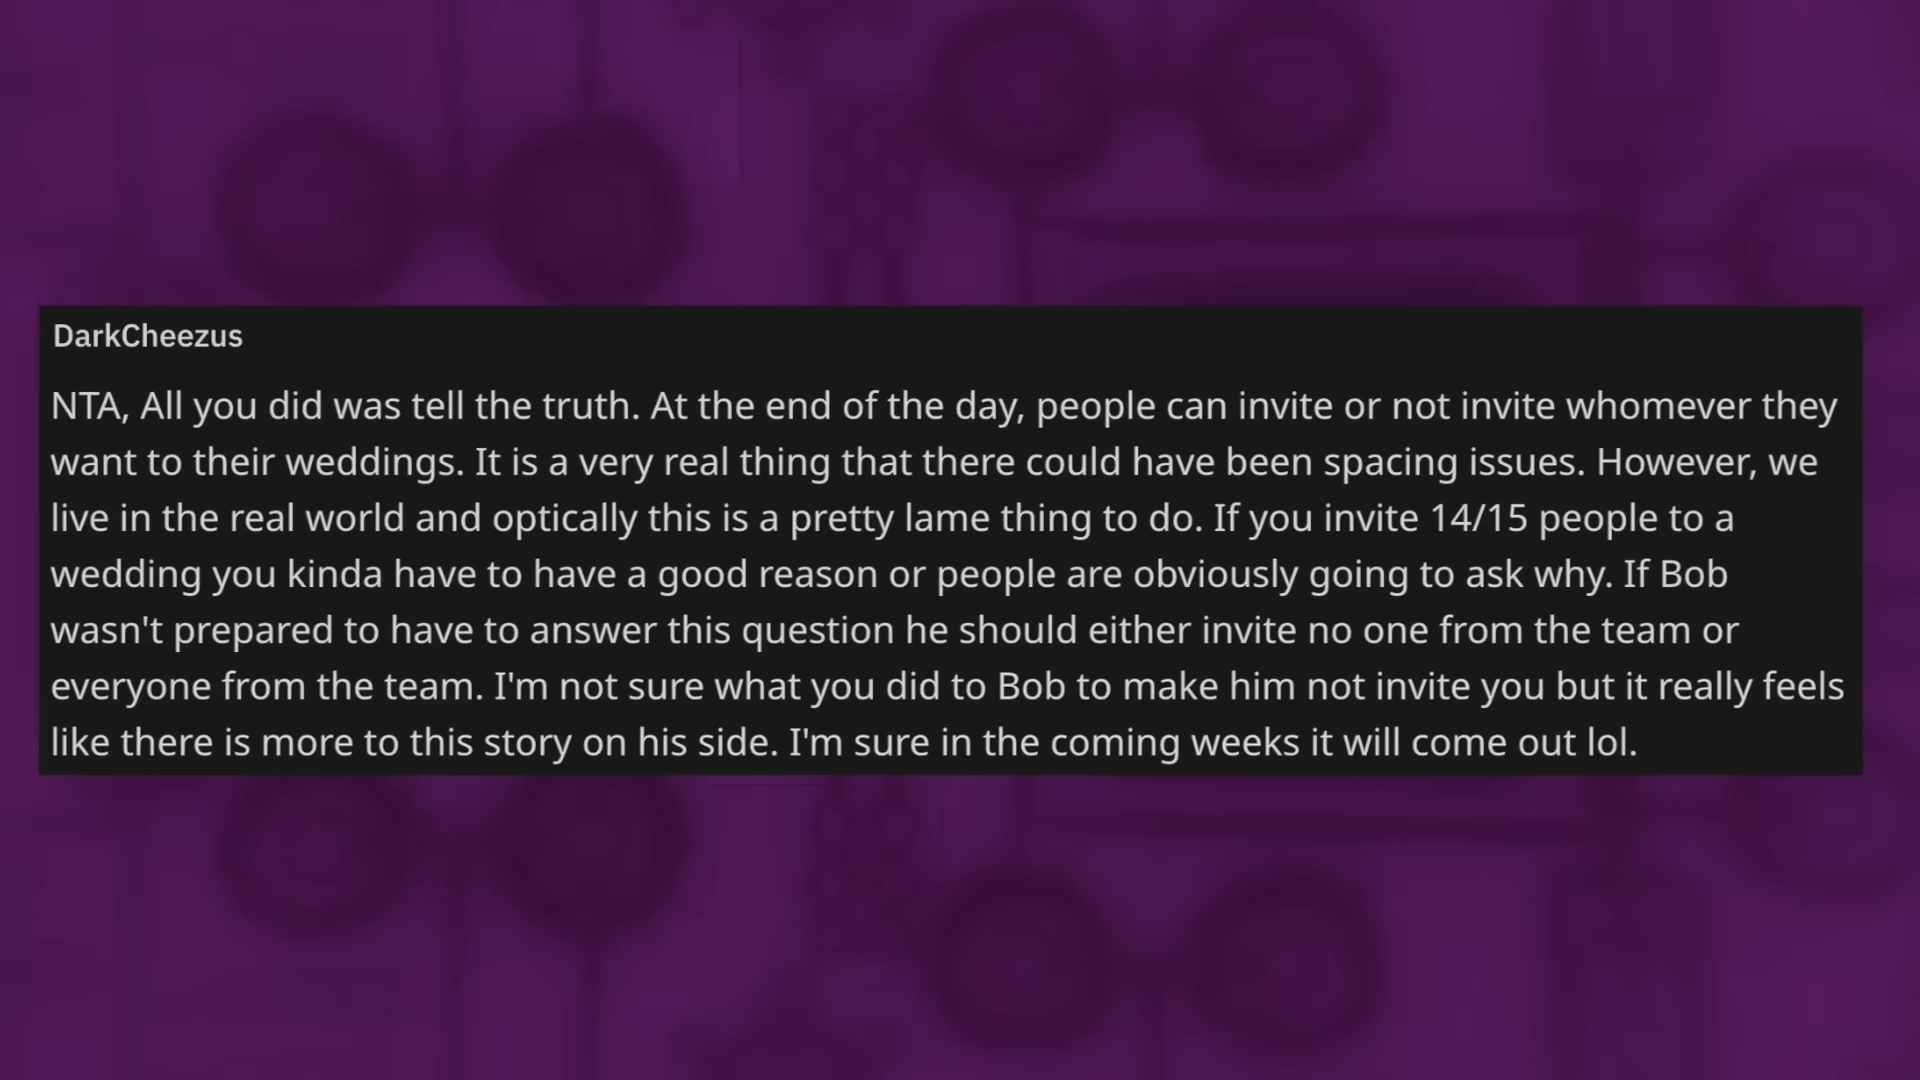 DarkCheezus
NTA, All you did was tell the truth. At the end of the day, people can invite or not invite whomever they
want to their weddings. It is a very real thing that there could have been spacing issues. However, we
live in the real world and optically this is a pretty lame thing to do. If you invite 14/15 people to a
wedding you kinda have to have a good reason or people are obviously going to ask why. If Bob
wasn't prepared to have to answer this question he should either invite no one from the team or
everyone from the team. I'm not sure what you did to Bob to make him not invite you but it really feels
like there is more to this story on his side. I'm sure in the coming weeks it will come out lol.